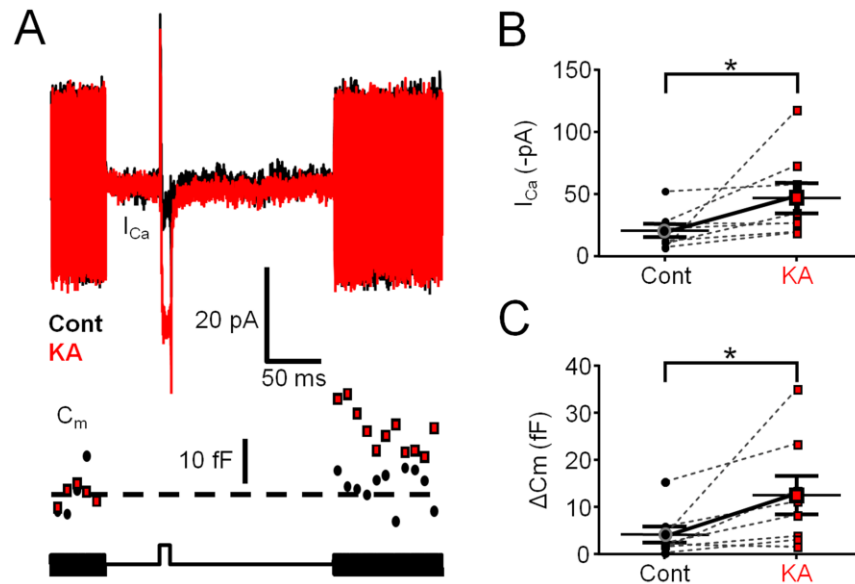 A
I_Ca
Cont
KA
20 pA
50 ms
C_m
10 fF
B
*
I_Ca (-pA)
150
100
50
0
Cont
KA
C
*
ΔCm (fF)
40
30
20
10
0
Cont
KA